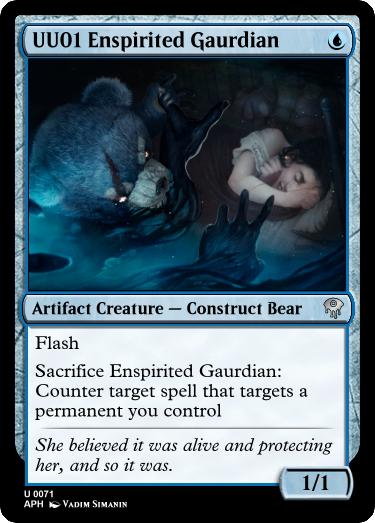 UU01 Enspirited Gaurdian
Artifact Creature — Construct Bear
Flash
Sacrifice Enspirited Gaurdian:
Counter target spell that targets a
permanent you control
She believed it was alive and protecting
her, and so it was.
1/1
U 0071
APH VADIM SIMANIN